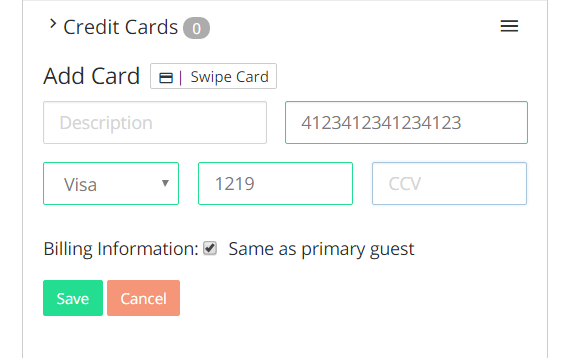 Credit Cards 0
Add Card | Swipe Card
Description 4123412341234123
Visa 1219 CCV
Billing Information: Same as primary guest
Save Cancel